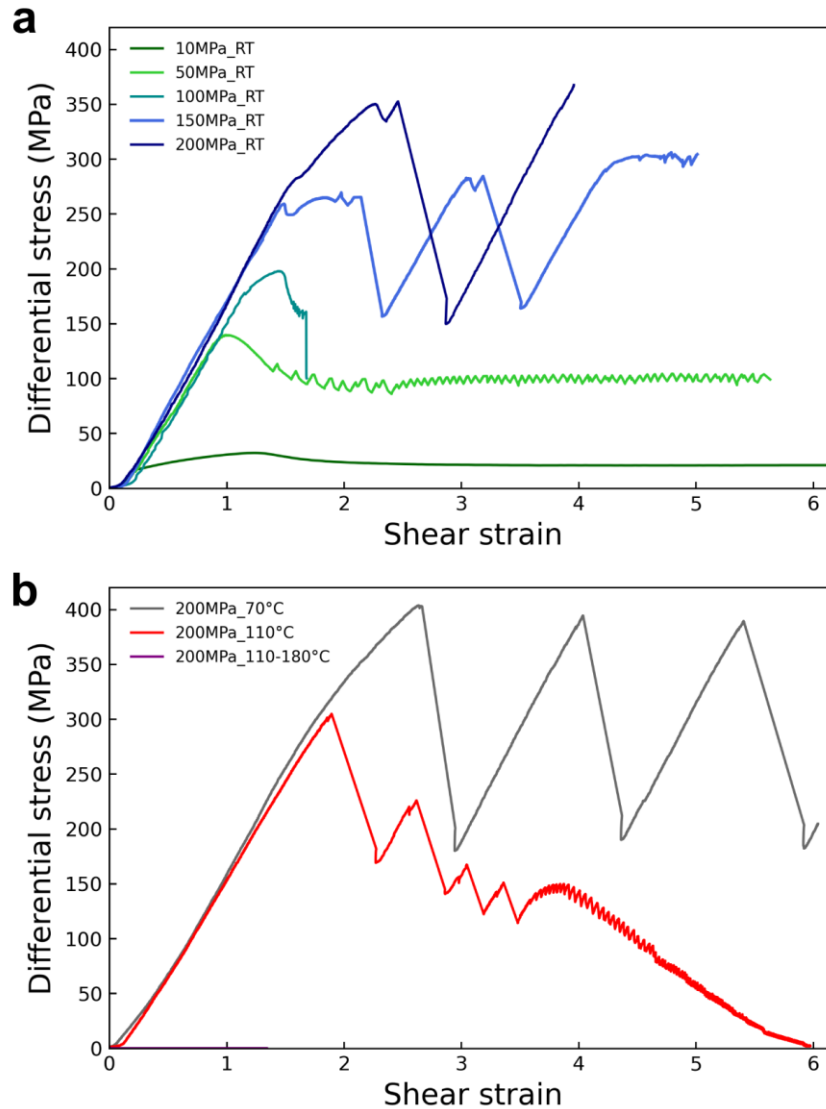 a
400
350
300
250
200
150
100
50
0
Differential stress (MPa)
10MPa_RT
50MPa_RT
100MPa_RT
150MPa_RT
200MPa_RT
0 1 2 3 4 5 6
Shear strain
b
400
350
300
250
200
150
100
50
0
Differential stress (MPa)
200MPa_70°C
200MPa_110°C
200MPa_110-180°C
0 1 2 3 4 5 6
Shear strain